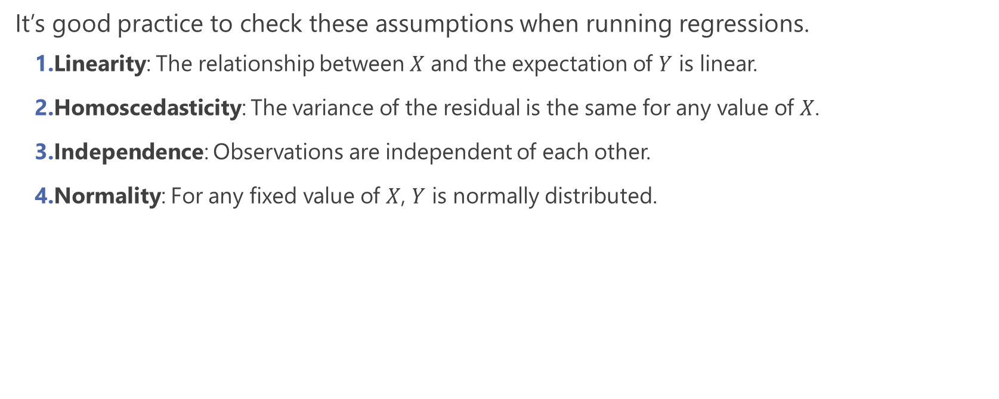 It’s good practice to check these assumptions when running regressions.
1.Linearity: The relationship between X and the expectation of Y is linear.
2.Homoscedasticity: The variance of the residual is the same for any value of X.
3.Independence: Observations are independent of each other.
4.Normality: For any fixed value of X, Y is normally distributed.